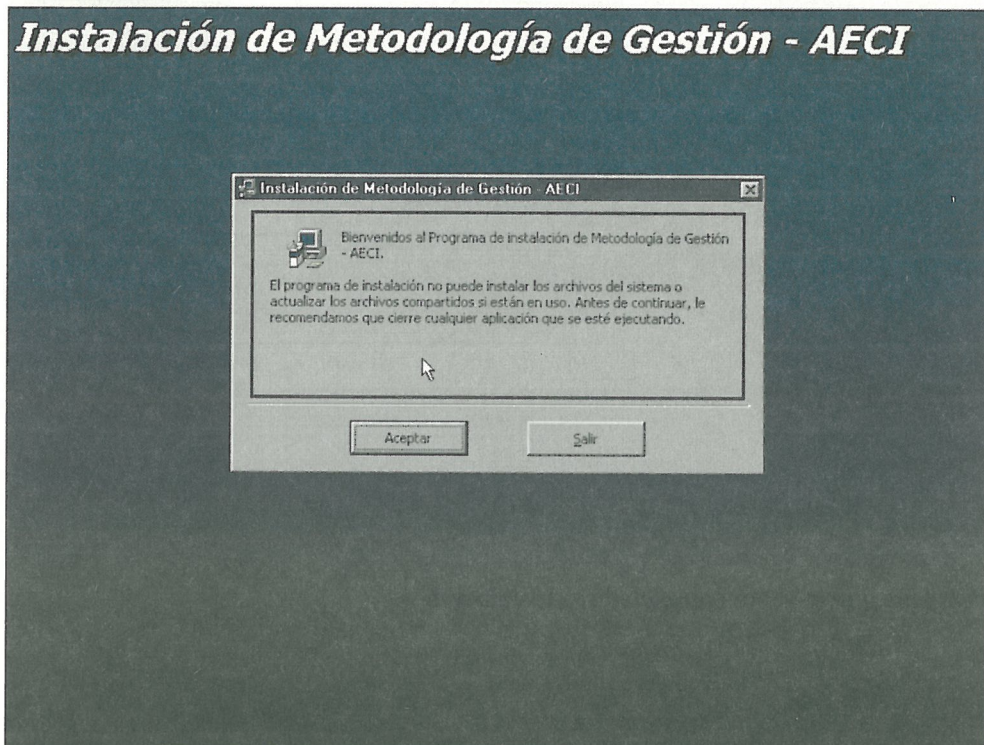 Instalación de Metodología de Gestión - AECI
Instalación de Metodología de Gestión - AECI
Bienvenidos al Programa de instalación de Metodología de Gestión
- AECI.
El programa de instalación no puede instalar los archivos del sistema o
actualizar los archivos compartidos si están en uso. Antes de continuar, le
recomendamos que cierre cualquier aplicación que se esté ejecutando.
Aceptar
Salir